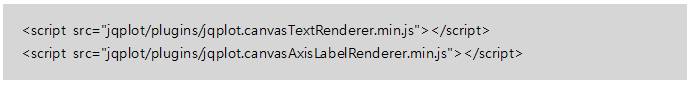 <script src="jqplot/plugins/jqplot.canvasTextRenderer.min.js"></script>
<script src="jqplot/plugins/jqplot.canvasAxisLabelRenderer.min.js"></script>